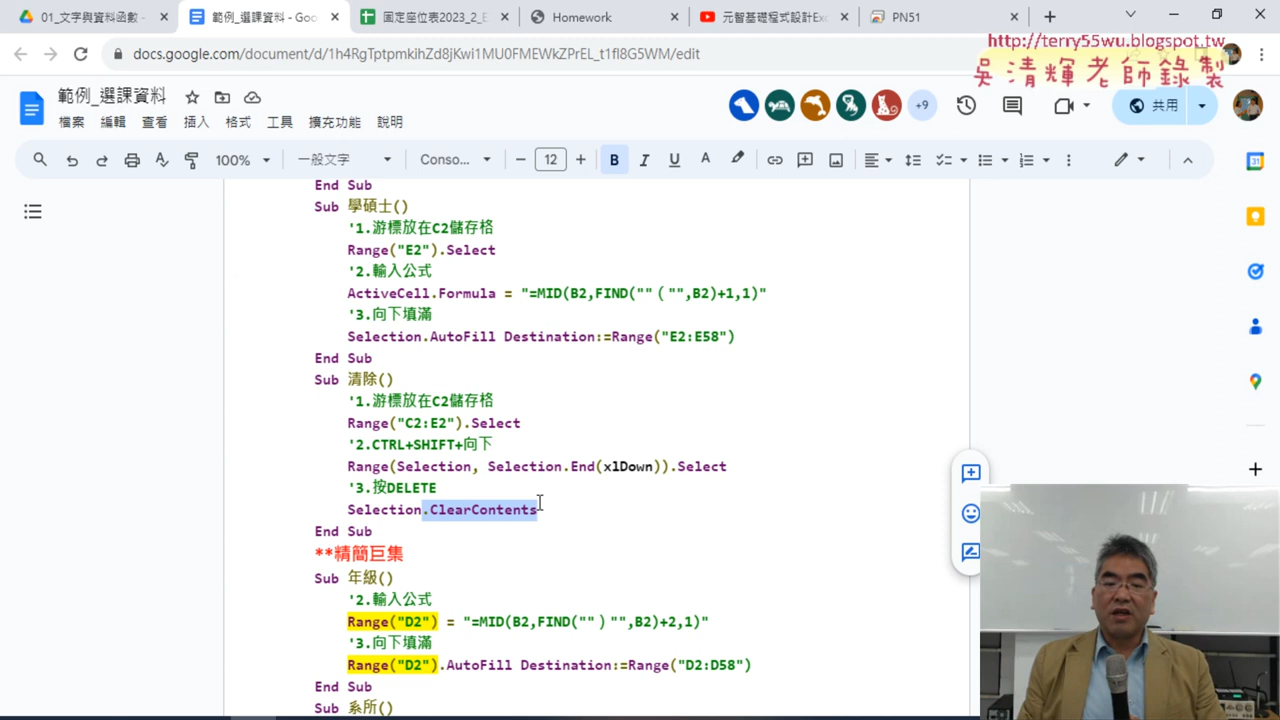 01_文字與資料函數 -
範例_選課資料 - Goo
固定座位表2023_2_E
Homework
元智基礎程式設計Exc
PN51
docs.google.com/document/d/1h4RgTptpmkihZd8jKwi1MU0FMEWkZPrEL_t1fl8G5WM/edit
http://terry55wu.blogspot.tw
吳清輝老師錄製
範例_選課資料
+9
共用
檔案 編輯 查看 插入 格式 工具 擴充功能 說明
100% 一般文字 Conso... 12 B I U A
End Sub
Sub 學碩士()
'1.游標放在C2儲存格
Range("E2").Select
'2.輸入公式
ActiveCell.Formula = "=MID(B2,FIND(""（"",B2)+1,1)"
'3.向下填滿
Selection.AutoFill Destination:=Range("E2:E58")
End Sub
Sub 清除()
'1.游標放在C2儲存格
Range("C2:E2").Select
'2.CTRL+SHIFT+向下
Range(Selection, Selection.End(xlDown)).Select
'3.按DELETE
Selection.ClearContents
End Sub
**精簡巨集
Sub 年級()
'2.輸入公式
Range("D2") = "=MID(B2,FIND(""）"",B2)+2,1)"
'3.向下填滿
Range("D2").AutoFill Destination:=Range("D2:D58")
End Sub
Sub 系所()